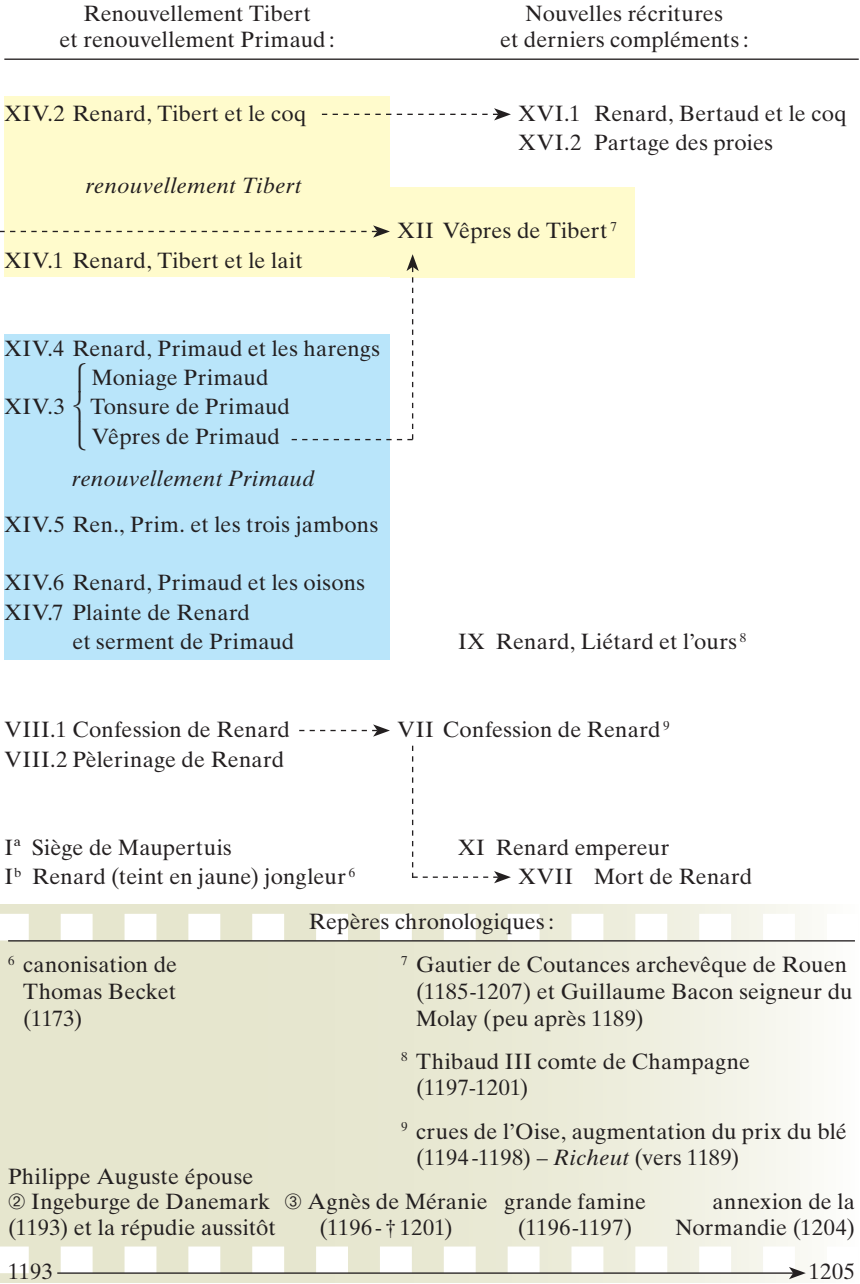 Renouvellement Tibert
et renouvellement Primaud :
Nouvelles récritures
et derniers compléments :
XIV.2 Renard, Tibert et le coq
XVI.1 Renard, Bertaud et le coq
XVI.2 Partage des proies
renouvellement Tibert
XII Vêpres de Tibert ⁷
XIV.1 Renard, Tibert et le lait
XIV.4 Renard, Primaud et les harengs
Moniage Primaud
XIV.3 Tonsure de Primaud
Vêpres de Primaud
renouvellement Primaud
XIV.5 Ren., Prim. et les trois jambons
XIV.6 Renard, Primaud et les oisons
XIV.7 Plainte de Renard
et serment de Primaud
IX Renard, Liétard et l'ours ⁸
VIII.1 Confession de Renard
VII Confession de Renard ⁹
VIII.2 Pèlerinage de Renard
Iᵃ Siège de Maupertuis
XI Renard empereur
Iᵇ Renard (teint en jaune) jongleur ⁶
XVII Mort de Renard
Repères chronologiques :
⁶ canonisation de
Thomas Becket
(1173)
⁷ Gautier de Coutances archevêque de Rouen
(1185-1207) et Guillaume Bacon seigneur du
Molay (peu après 1189)
⁸ Thibaud III comte de Champagne
(1197-1201)
⁹ crues de l'Oise, augmentation du prix du blé
(1194-1198) – Richeut (vers 1189)
Philippe Auguste épouse
② Ingeburge de Danemark
(1193) et la répudie aussitôt
③ Agnès de Méranie
(1196-†1201)
grande famine
(1196-1197)
annexion de la
Normandie (1204)
1193
1205